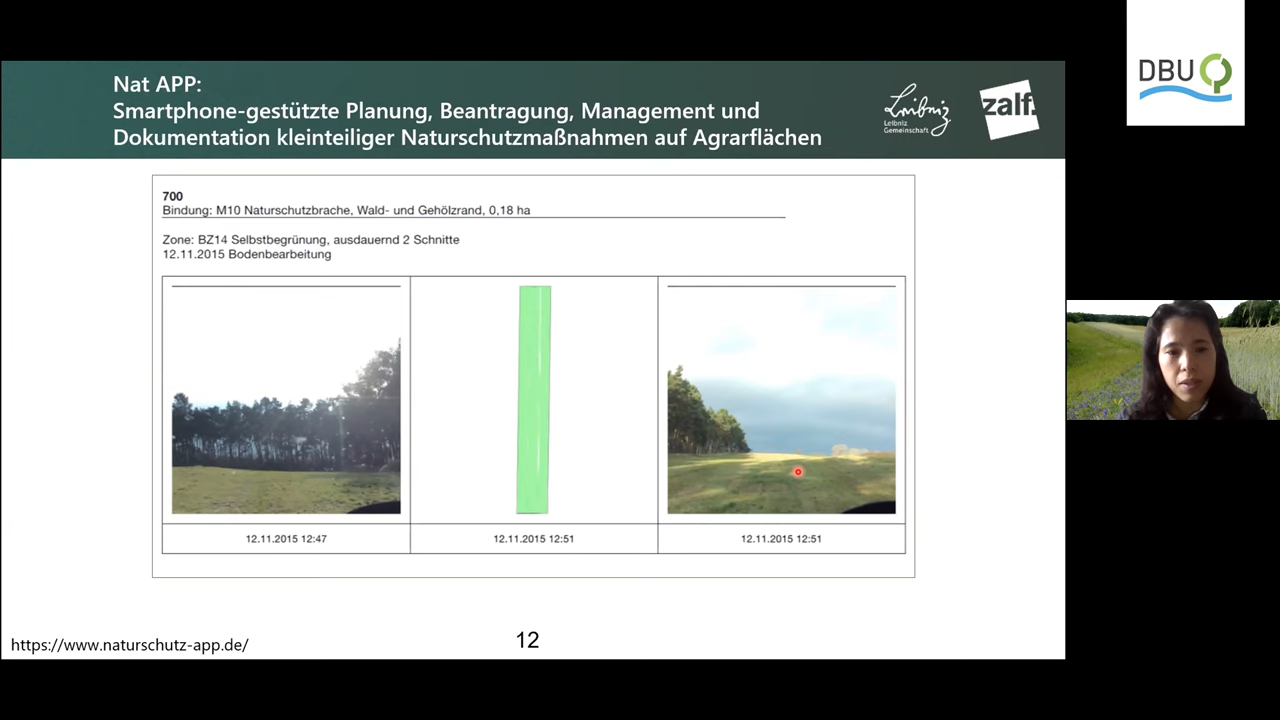 Nat APP:
Smartphone-gestützte Planung, Beantragung, Management und
Dokumentation kleinteiliger Naturschutzmaßnahmen auf Agrarflächen
Leibniz
Leibniz
Gemeinschaft
zalf.
DBU
700
Bindung: M10 Naturschutzbrache, Wald- und Gehölzrand, 0,18 ha
Zone: BZ14 Selbstbegrünung, ausdauernd 2 Schnitte
12.11.2015 Bodenbearbeitung
12.11.2015 12:47
12.11.2015 12:51
12.11.2015 12:51
https://www.naturschutz-app.de/
12